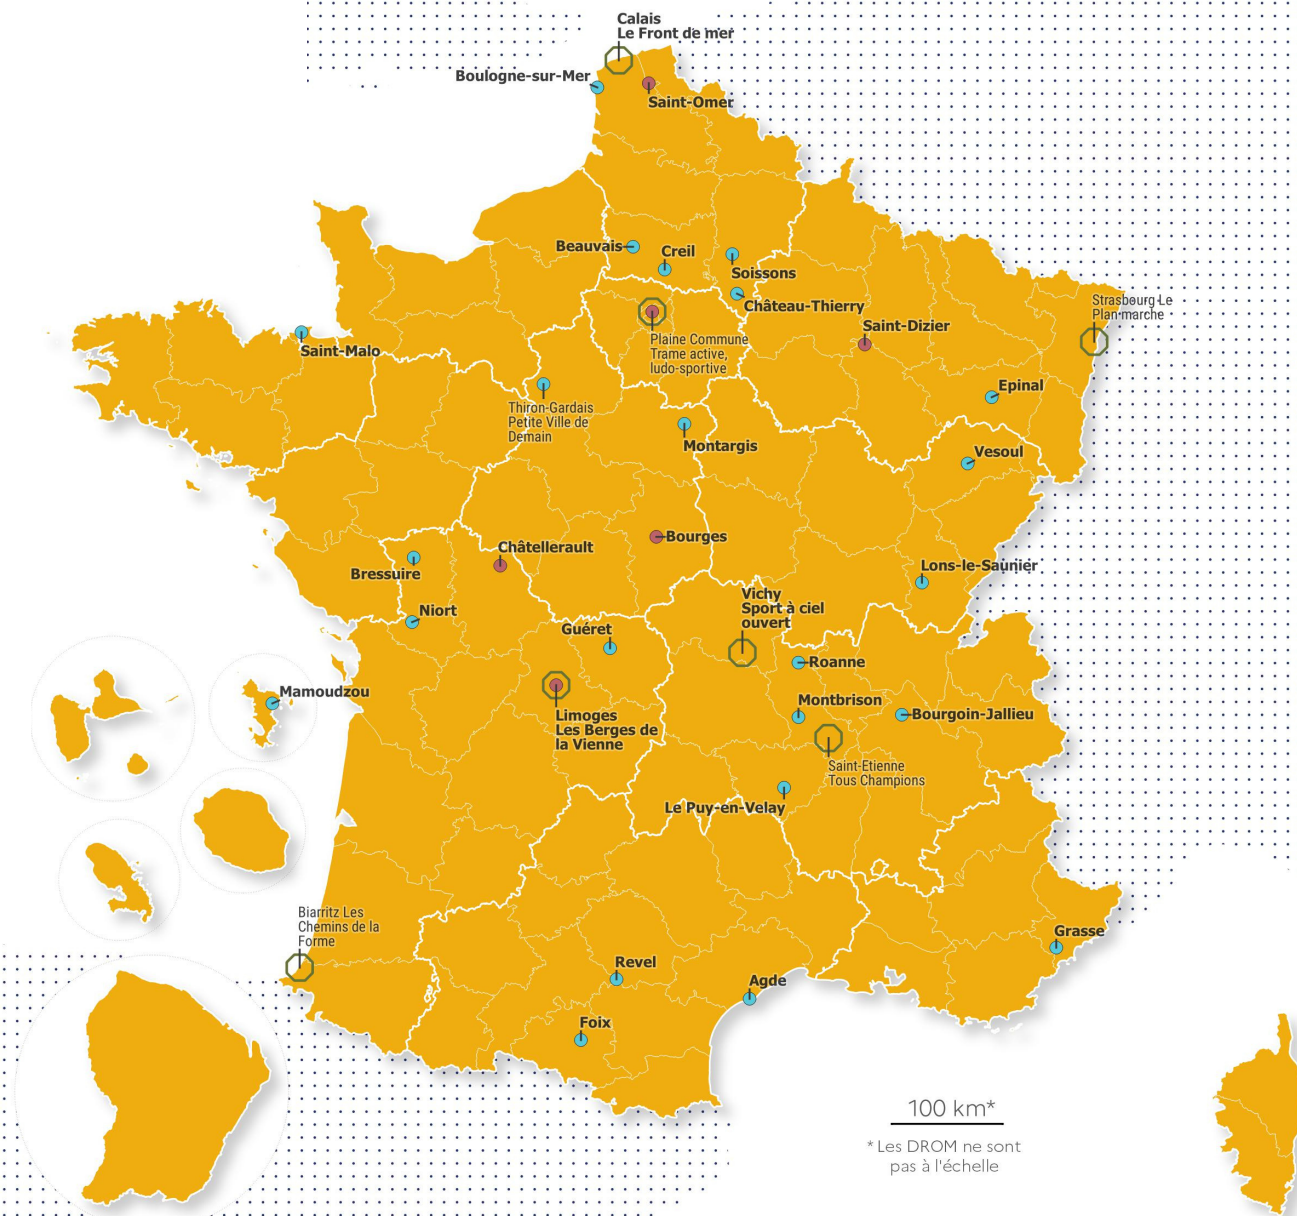 Calais
Le Front de mer
Boulogne-sur-Mer
Saint-Omer
Beauvais
Creil
Soissons
Château-Thierry
Strasbourg Le
Plan marche
Saint-Dizier
Plaine Commune
Trame active,
ludo-sportive
Saint-Malo
Epinal
Thiron-Gardais
Petite Ville de
Demain
Montargis
Vesoul
Bourges
Châtellerault
Bressuire
Lons-le-Saunier
Vichy
Sport à ciel
ouvert
Niort
Guéret
Roanne
Mamoudzou
Montbrison
Limoges
Les Berges de
la Vienne
Bourgoin-Jallieu
Saint-Etienne
Tous Champions
Le Puy-en-Velay
Biarritz Les
Chemins de la
Forme
Grasse
Revel
Agde
Foix
100 km*
* Les DROM ne sont
pas à l'échelle